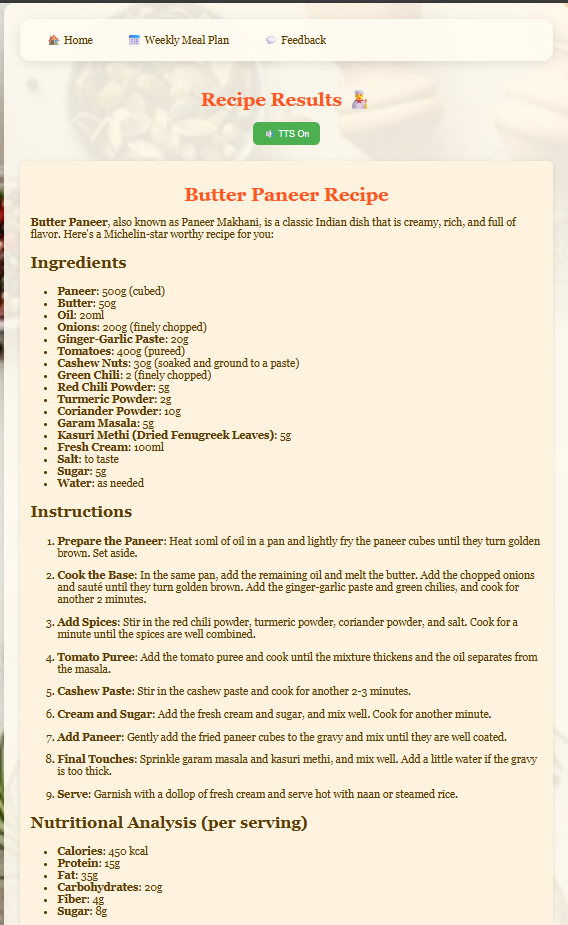 🏠 Home 📅 Weekly Meal Plan 💬 Feedback
Recipe Results 👨‍🍳
🔊 TTS On
Butter Paneer Recipe
Butter Paneer, also known as Paneer Makhani, is a classic Indian dish that is creamy, rich, and full of
flavor. Here's a Michelin-star worthy recipe for you:
Ingredients
• Paneer: 500g (cubed)
• Butter: 50g
• Oil: 20ml
• Onions: 200g (finely chopped)
• Ginger-Garlic Paste: 20g
• Tomatoes: 400g (pureed)
• Cashew Nuts: 30g (soaked and ground to a paste)
• Green Chili: 2 (finely chopped)
• Red Chili Powder: 5g
• Turmeric Powder: 2g
• Coriander Powder: 10g
• Garam Masala: 5g
• Kasuri Methi (Dried Fenugreek Leaves): 5g
• Fresh Cream: 100ml
• Salt: to taste
• Sugar: 5g
• Water: as needed
Instructions
1. Prepare the Paneer: Heat 10ml of oil in a pan and lightly fry the paneer cubes until they turn golden
brown. Set aside.
2. Cook the Base: In the same pan, add the remaining oil and melt the butter. Add the chopped onions
and sauté until they turn golden brown. Add the ginger-garlic paste and green chilies, and cook for
another 2 minutes.
3. Add Spices: Stir in the red chili powder, turmeric powder, coriander powder, and salt. Cook for a
minute until the spices are well combined.
4. Tomato Puree: Add the tomato puree and cook until the mixture thickens and the oil separates from
the masala.
5. Cashew Paste: Stir in the cashew paste and cook for another 2-3 minutes.
6. Cream and Sugar: Add the fresh cream and sugar, and mix well. Cook for another minute.
7. Add Paneer: Gently add the fried paneer cubes to the gravy and mix until they are well coated.
8. Final Touches: Sprinkle garam masala and kasuri methi, and mix well. Add a little water if the gravy
is too thick.
9. Serve: Garnish with a dollop of fresh cream and serve hot with naan or steamed rice.
Nutritional Analysis (per serving)
• Calories: 450 kcal
• Protein: 15g
• Fat: 35g
• Carbohydrates: 20g
• Fiber: 4g
• Sugar: 8g